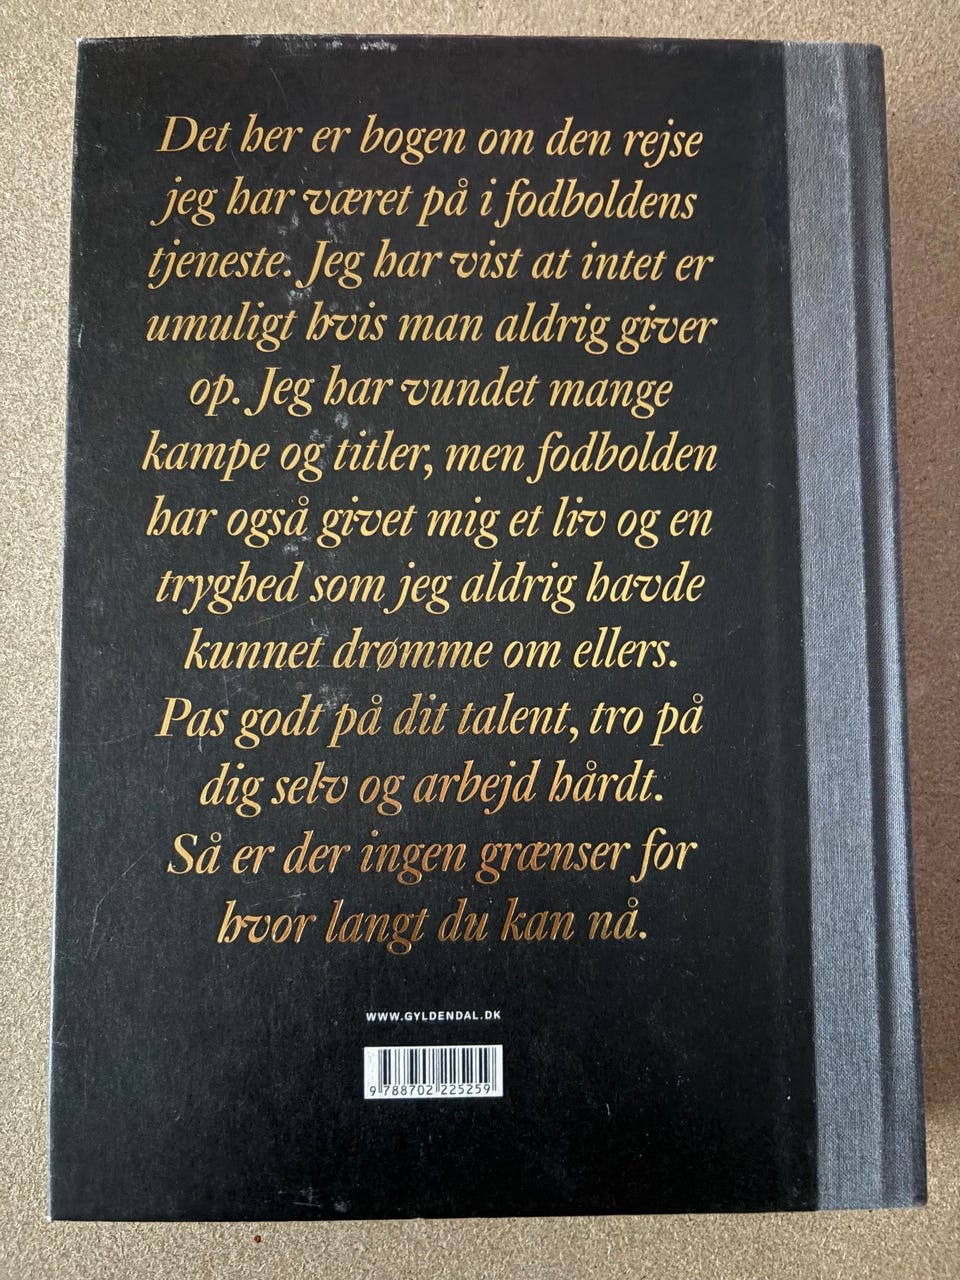 Det her er bogen om den rejse
jeg har været på i fodboldens
tjeneste. Jeg har vist at intet er
umuligt hvis man aldrig giver
op. Jeg har vundet mange
kampe og titler, men fodbolden
har også givet mig et liv og en
tryghed som jeg aldrig havde
kunnet drømme om ellers.
Pas godt på dit talent, tro på
dig selv og arbejd hårdt.
Så er der ingen grænser for
hvor langt du kan nå.
WWW.GYLDENDAL.DK
9 788702 225259